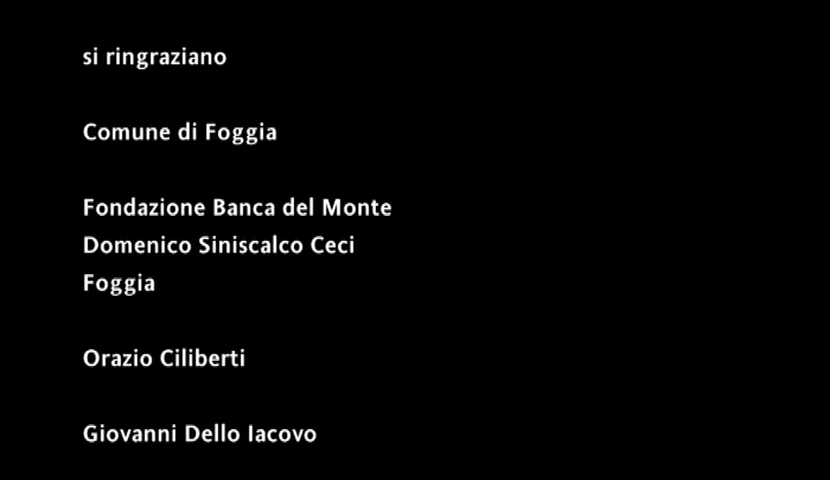 si ringraziano
Comune di Foggia
Fondazione Banca del Monte
Domenico Siniscalco Ceci
Foggia
Orazio Ciliberti
Giovanni Dello Iacovo